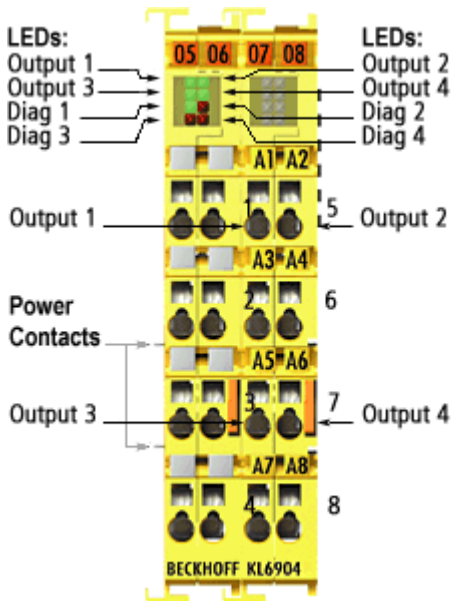 LEDs: LEDs:
Output 1 05 06 07 08 Output 2
Output 3 Output 4
Diag 1 Diag 2
Diag 3 Diag 4
A1 A2
1 5
Output 1 Output 2
A3 A4
2 6
Power
Contacts
A5 A6
3 7
Output 3 Output 4
A7 A8
4 8
BECKHOFF KL6904